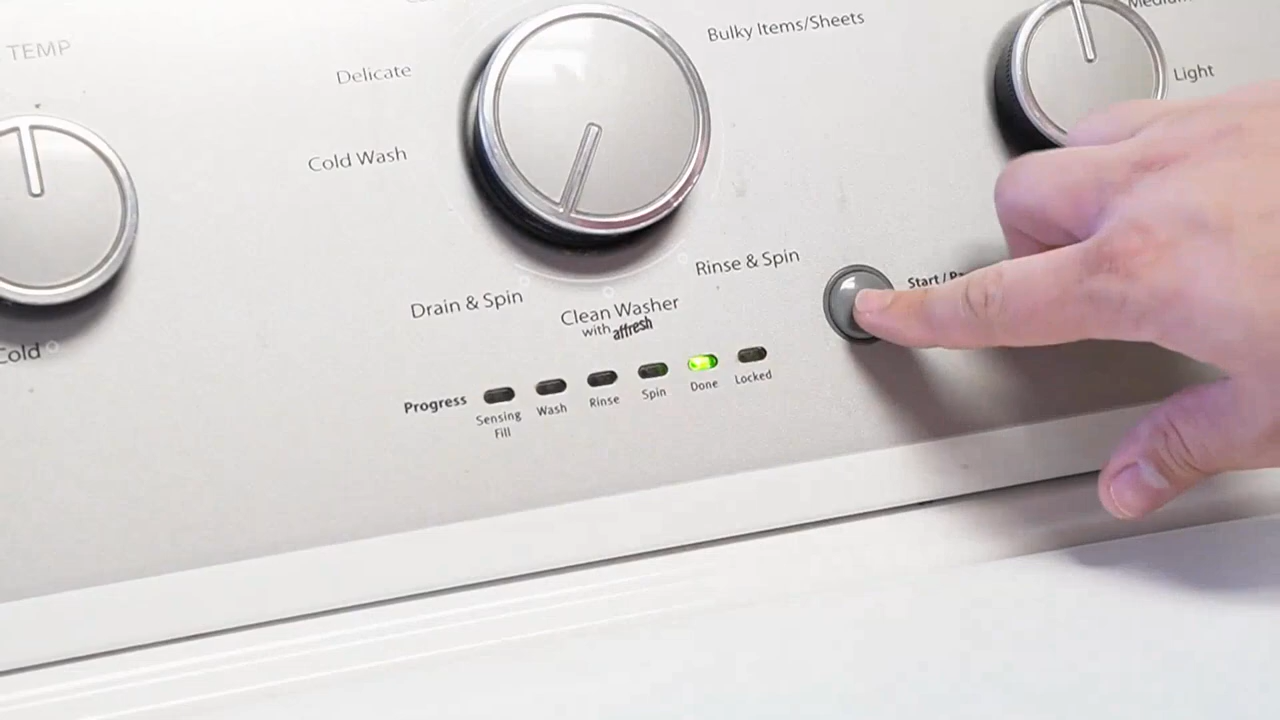 TEMP
Delicate
Bulky Items/Sheets
Light
Cold Wash
Rinse & Spin
Drain & Spin
Clean Washer
with affresh
Start /
Cold
Progress
Sensing
Fill
Wash
Rinse
Spin
Done
Locked